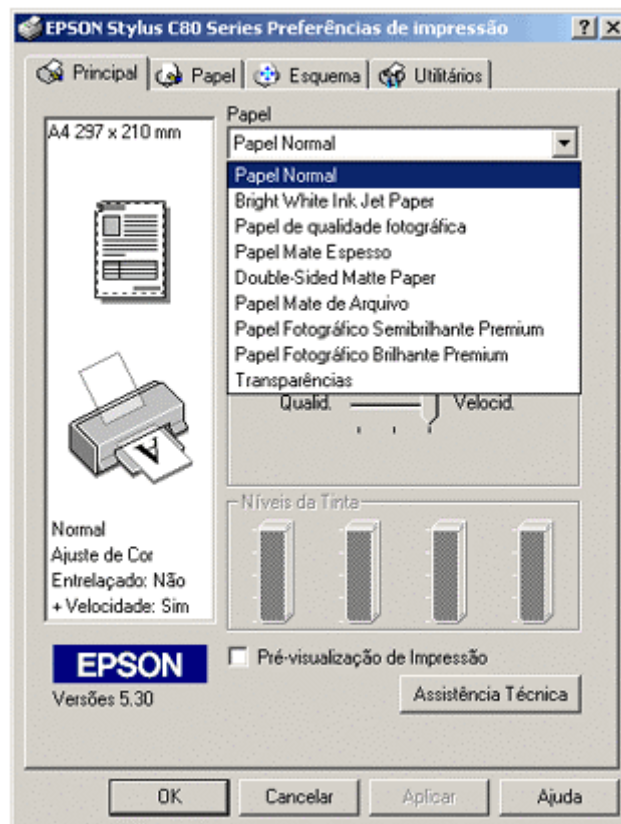 EPSON Stylus C80 Series Preferências de impressão
Principal
Papel
Esquema
Utilitários
A4 297 x 210 mm
Papel
Papel Normal
Papel Normal
Bright White Ink Jet Paper
Papel de qualidade fotográfica
Papel Mate Espesso
Double-Sided Matte Paper
Papel Mate de Arquivo
Papel Fotográfico Semibrilhante Premium
Papel Fotográfico Brilhante Premium
Transparências
Qualid.
Velocid.
A
Níveis da Tinta
Normal
Ajuste de Cor
Entrelaçado: Não
+ Velocidade: Sim
EPSON
Versões 5.30
Pré-visualização de Impressão
Assistência Técnica
OK
Cancelar
Aplicar
Ajuda